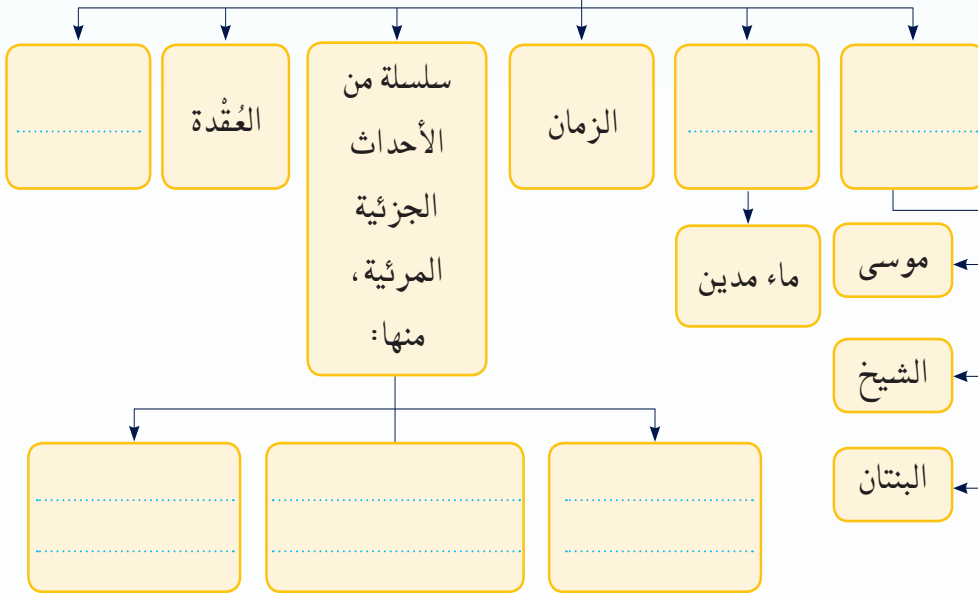 الزمان
سلسلة من
الأحداث
الجزئية
المرئية،
منها:
العُقْدة
ماء مدين
موسى
الشيخ
البنتان